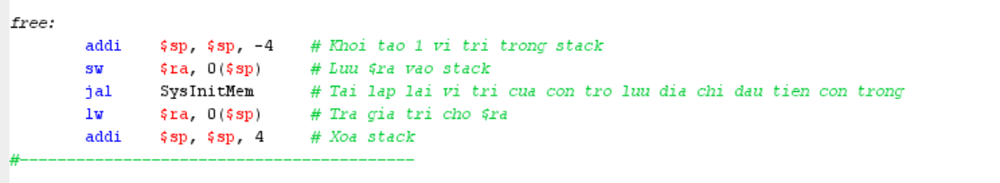 free:
addi $sp, $sp, -4 # Khoi tao 1 vi tri trong stack
sw $ra, 0($sp) # Luu $ra vao stack
jal SysInitMem # Tai lap lai vi tri cua con tro luu dia chi dau tien con trong
lw $ra, 0($sp) # Tra gia tri cho $ra
addi $sp, $sp, 4 # Xoa stack
#------------------------------------------